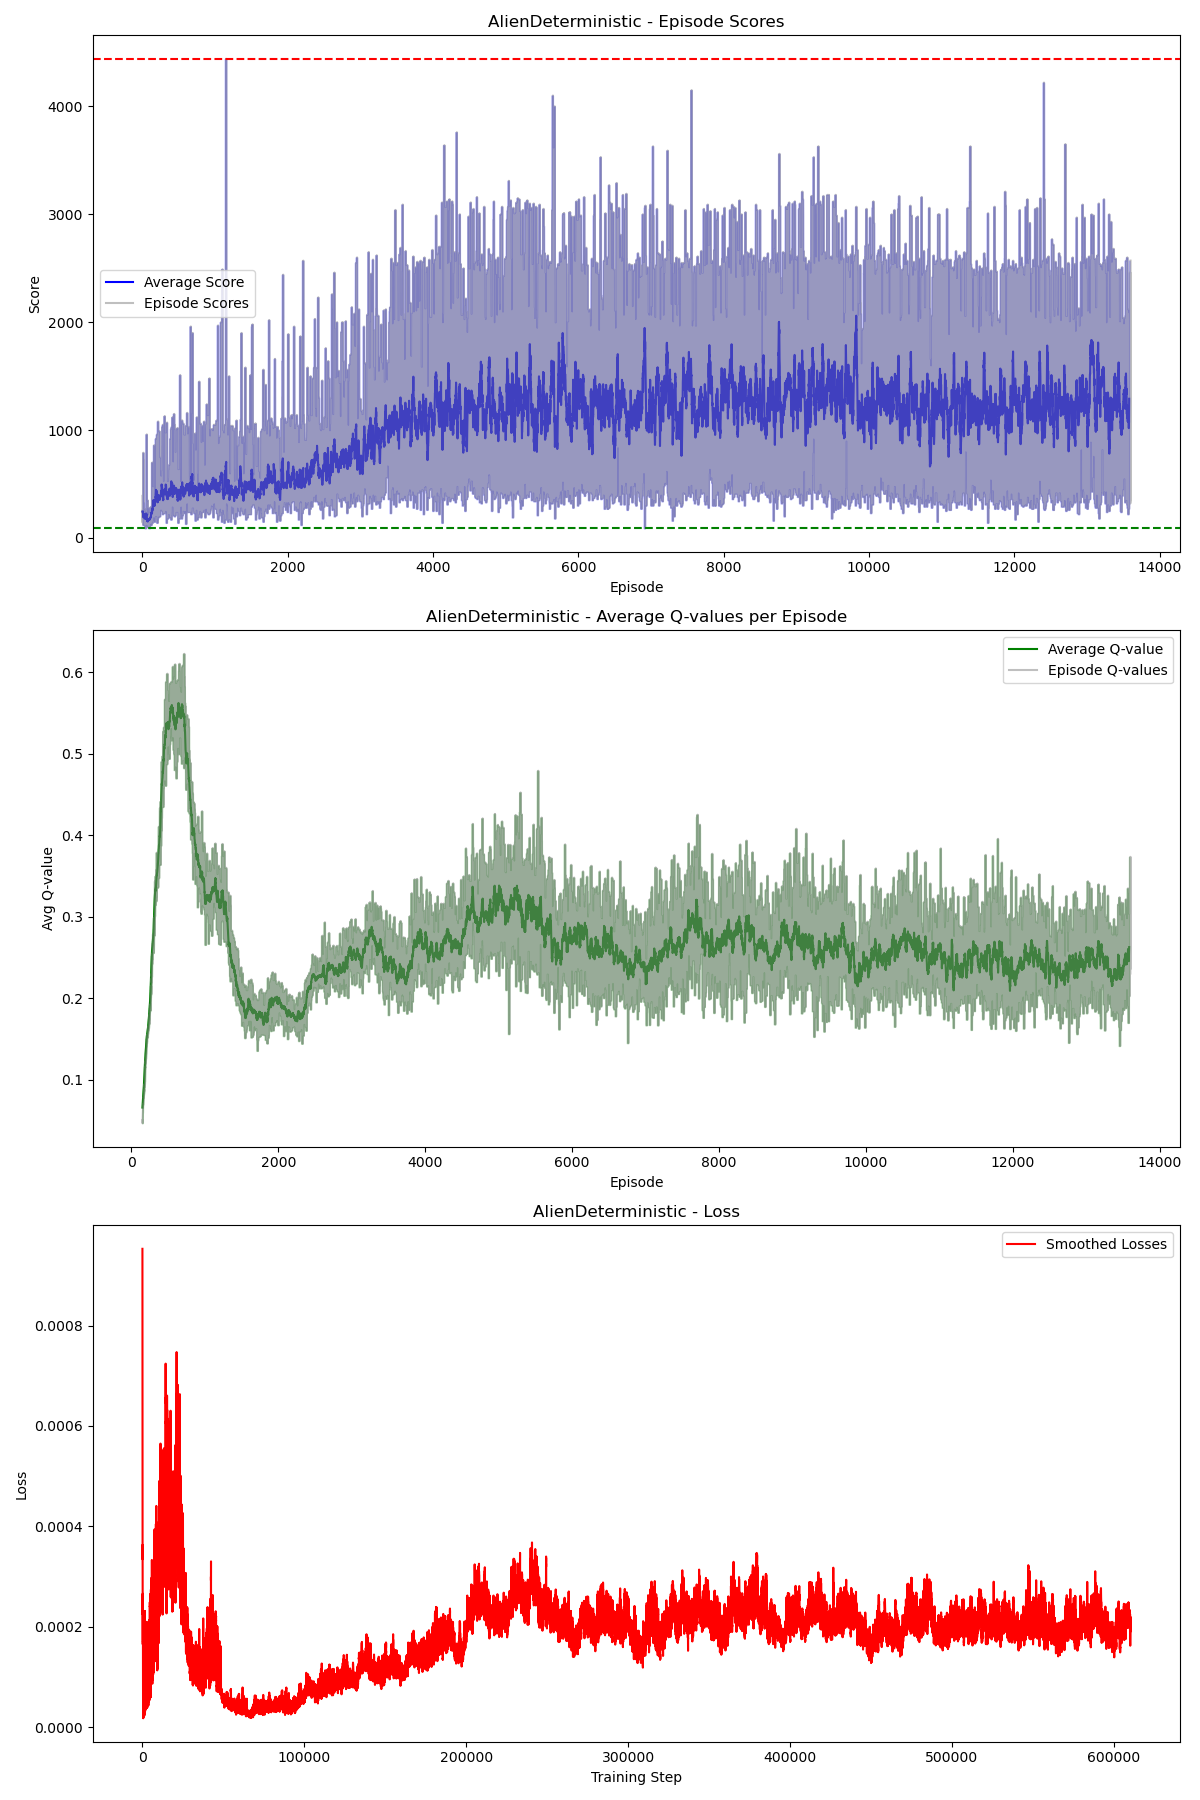 AlienDeterministic - Episode Scores
Score
4000
3000
2000
1000
0
Average Score
Episode Scores
0 2000 4000 6000 8000 10000 12000 14000
Episode
AlienDeterministic - Average Q-values per Episode
Avg Q-value
0.6
0.5
0.4
0.3
0.2
0.1
Average Q-value
Episode Q-values
0 2000 4000 6000 8000 10000 12000 14000
Episode
AlienDeterministic - Loss
Loss
0.0008
0.0006
0.0004
0.0002
0.0000
Smoothed Losses
0 100000 200000 300000 400000 500000 600000
Training Step